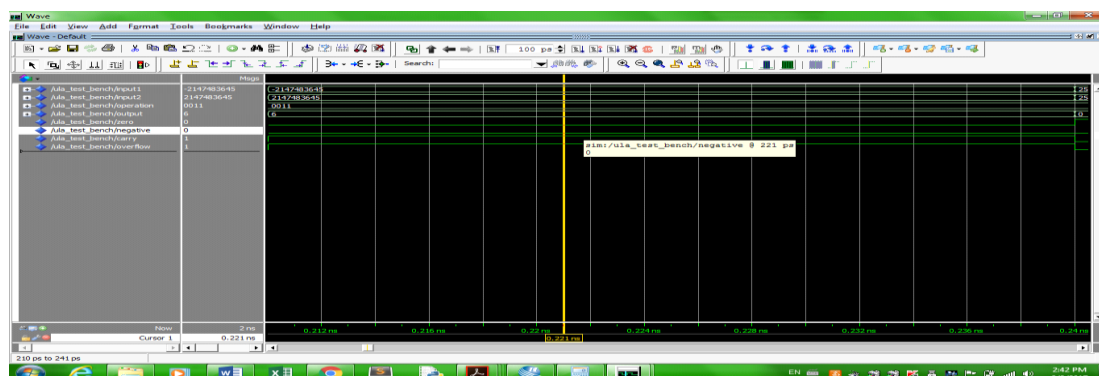 Wave
File Edit View Add Format Tools Bookmarks Window Help
Wave - Default
100 ps
Search:
Msgs
/ula_test_bench/input1 -2147483645 -2147483645 25
/ula_test_bench/input2 2147483645 2147483645 25
/ula_test_bench/operation 0011 0011
/ula_test_bench/output 6 6 0
/ula_test_bench/zero 0
/ula_test_bench/negative 0
/ula_test_bench/carry 1
/ula_test_bench/overflow 1
sim:/ula_test_bench/negative @ 221 ps
0
Now 2 ns 0.212 ns 0.216 ns 0.22 ns 0.224 ns 0.228 ns 0.232 ns 0.236 ns 0.24 ns
Cursor 1 0.221 ns 0.221 ns
210 ps to 241 ps
EN 2:42 PM